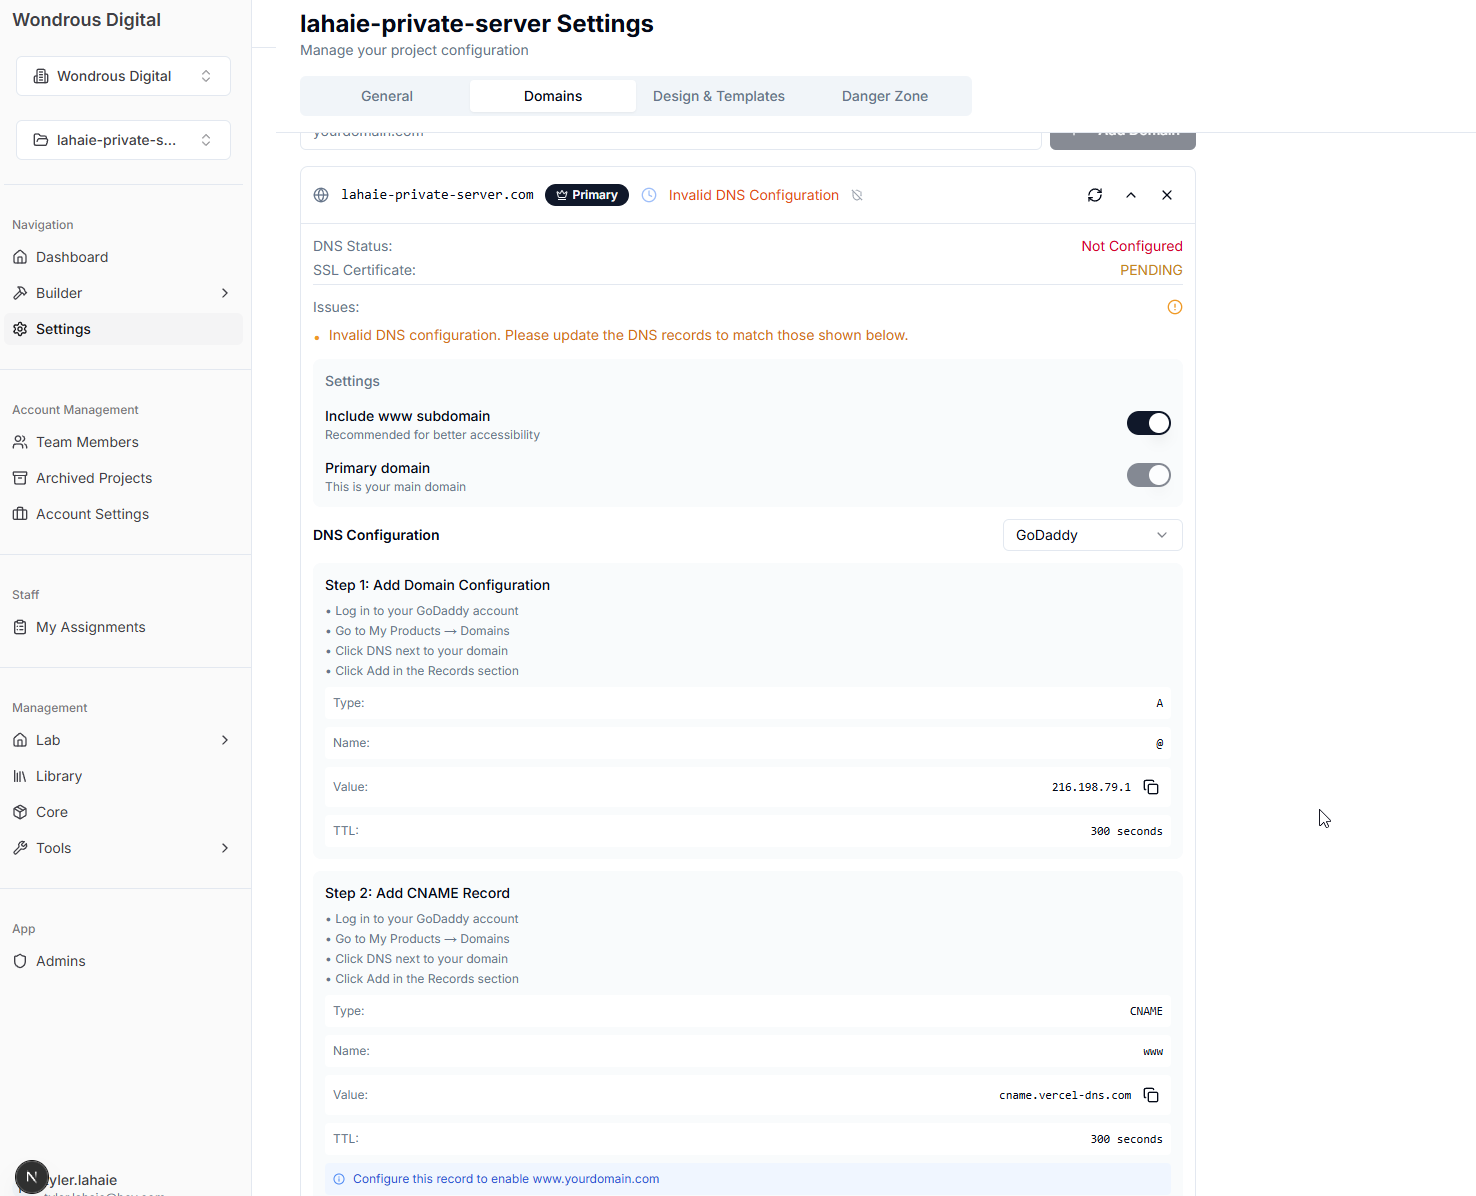 Wondrous Digital
Wondrous Digital
lahaie-private-s...
Navigation
Dashboard
Builder
Settings
Account Management
Team Members
Archived Projects
Account Settings
Staff
My Assignments
Management
Lab
Library
Core
Tools
App
Admins
N
yler.lahaie
lahaie-private-server Settings
Manage your project configuration
General
Domains
Design & Templates
Danger Zone
yourdomain.com
Add Domain
lahaie-private-server.com
Primary
Invalid DNS Configuration
DNS Status:
Not Configured
SSL Certificate:
PENDING
Issues:
• Invalid DNS configuration. Please update the DNS records to match those shown below.
Settings
Include www subdomain
Recommended for better accessibility
Primary domain
This is your main domain
DNS Configuration
GoDaddy
Step 1: Add Domain Configuration
• Log in to your GoDaddy account
• Go to My Products → Domains
• Click DNS next to your domain
• Click Add in the Records section
Type:
A
Name:
@
Value:
216.198.79.1
TTL:
300 seconds
Step 2: Add CNAME Record
• Log in to your GoDaddy account
• Go to My Products → Domains
• Click DNS next to your domain
• Click Add in the Records section
Type:
CNAME
Name:
www
Value:
cname.vercel-dns.com
TTL:
300 seconds
Configure this record to enable www.yourdomain.com